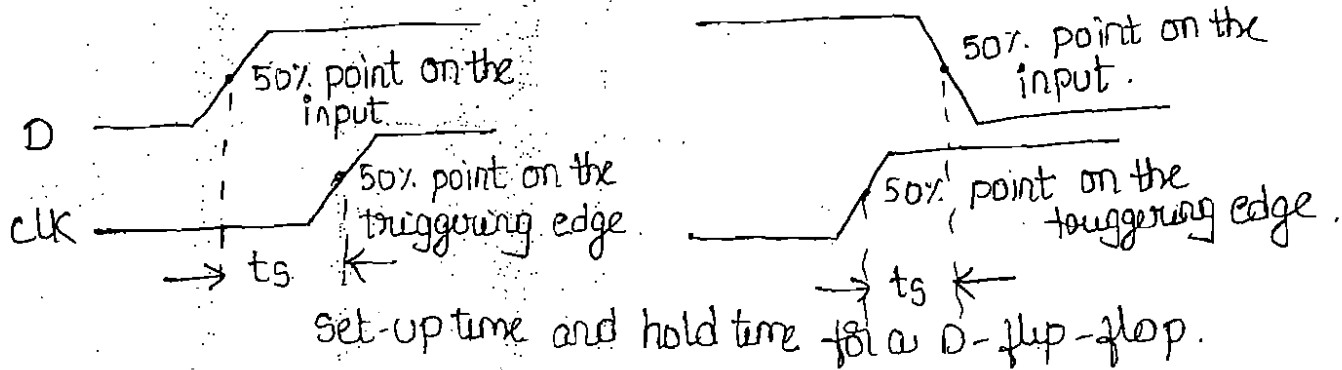 50% point on the
input.
D
50% point on the
triggering edge.
CLK
ts
50% point on the
input.
50% point on the
touggering edge.
ts
set-up time and hold time for a D-flip-flop.